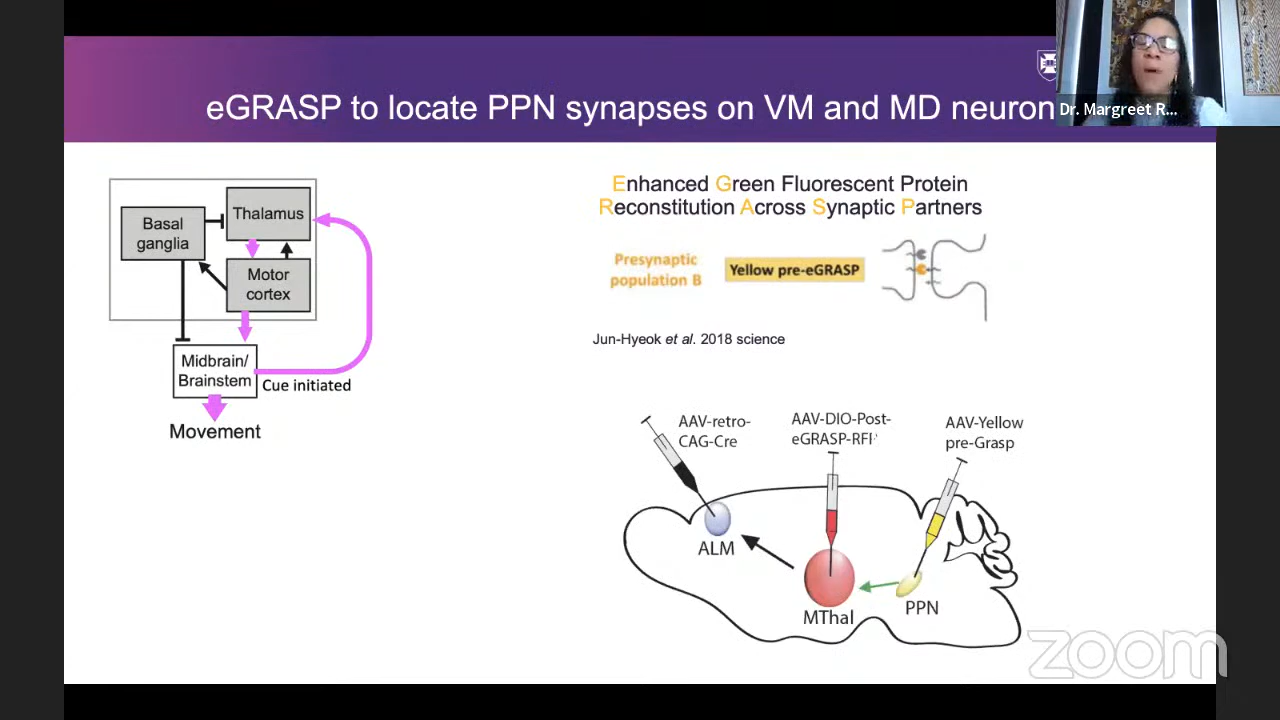 eGRASP to locate PPN synapses on VM and MD neuron
Dr. Margreet R...
Basal
ganglia
Thalamus
Motor
cortex
Midbrain/
Brainstem
Cue initiated
Movement
Enhanced Green Fluorescent Protein
Reconstitution Across Synaptic Partners
Presynaptic
population B
Yellow pre-eGRASP
Jun-Hyeok et al. 2018 science
AAV-retro-
CAG-Cre
AAV-DIO-Post-
eGRASP-RFP
AAV-Yellow
pre-Grasp
ALM
MThal
PPN
zoom